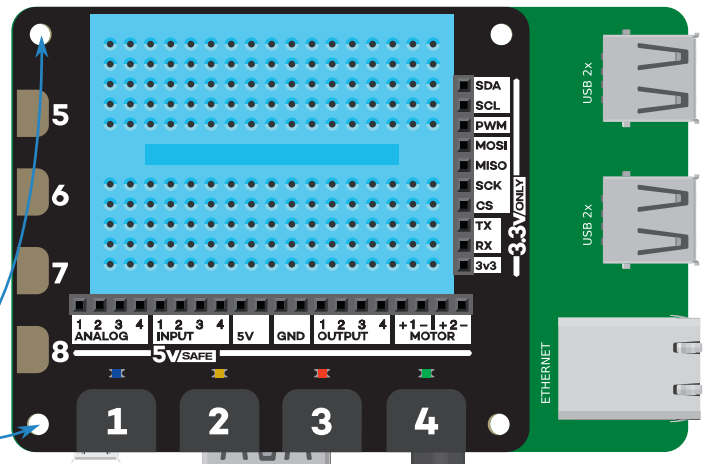 USB 2x
SDA
SCL
PWM
MOSI
MISO
SCK
CS
TX
RX
3v3
3.3v/ONLY
5
6
7
8
USB 2x
ETHERNET
1 2 3 4 1 2 3 4 5V GND 1 2 3 4 +1- +2-
ANALOG INPUT OUTPUT MOTOR
5v/SAFE
1 2 3 4